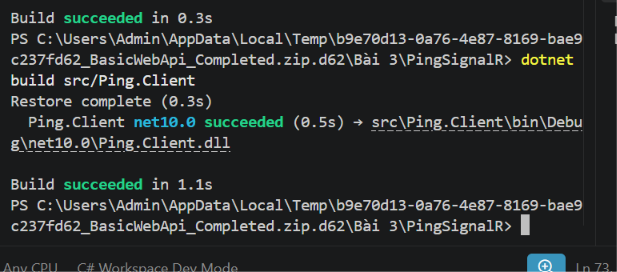 Build succeeded in 0.3s
PS C:\Users\Admin\AppData\Local\Temp\b9e70d13-0a76-4e87-8169-bae9
c237fd62_BasicWebApi_Completed.zip.d62\Bài 3\PingSignalR> dotnet
build src/Ping.Client
Restore complete (0.3s)
  Ping.Client net10.0 succeeded (0.5s) → src\Ping.Client\bin\Debu
g\net10.0\Ping.Client.dll

Build succeeded in 1.1s
PS C:\Users\Admin\AppData\Local\Temp\b9e70d13-0a76-4e87-8169-bae9
c237fd62_BasicWebApi_Completed.zip.d62\Bài 3\PingSignalR>
Any CPU C# Workspace Dev Mode Ln 73,